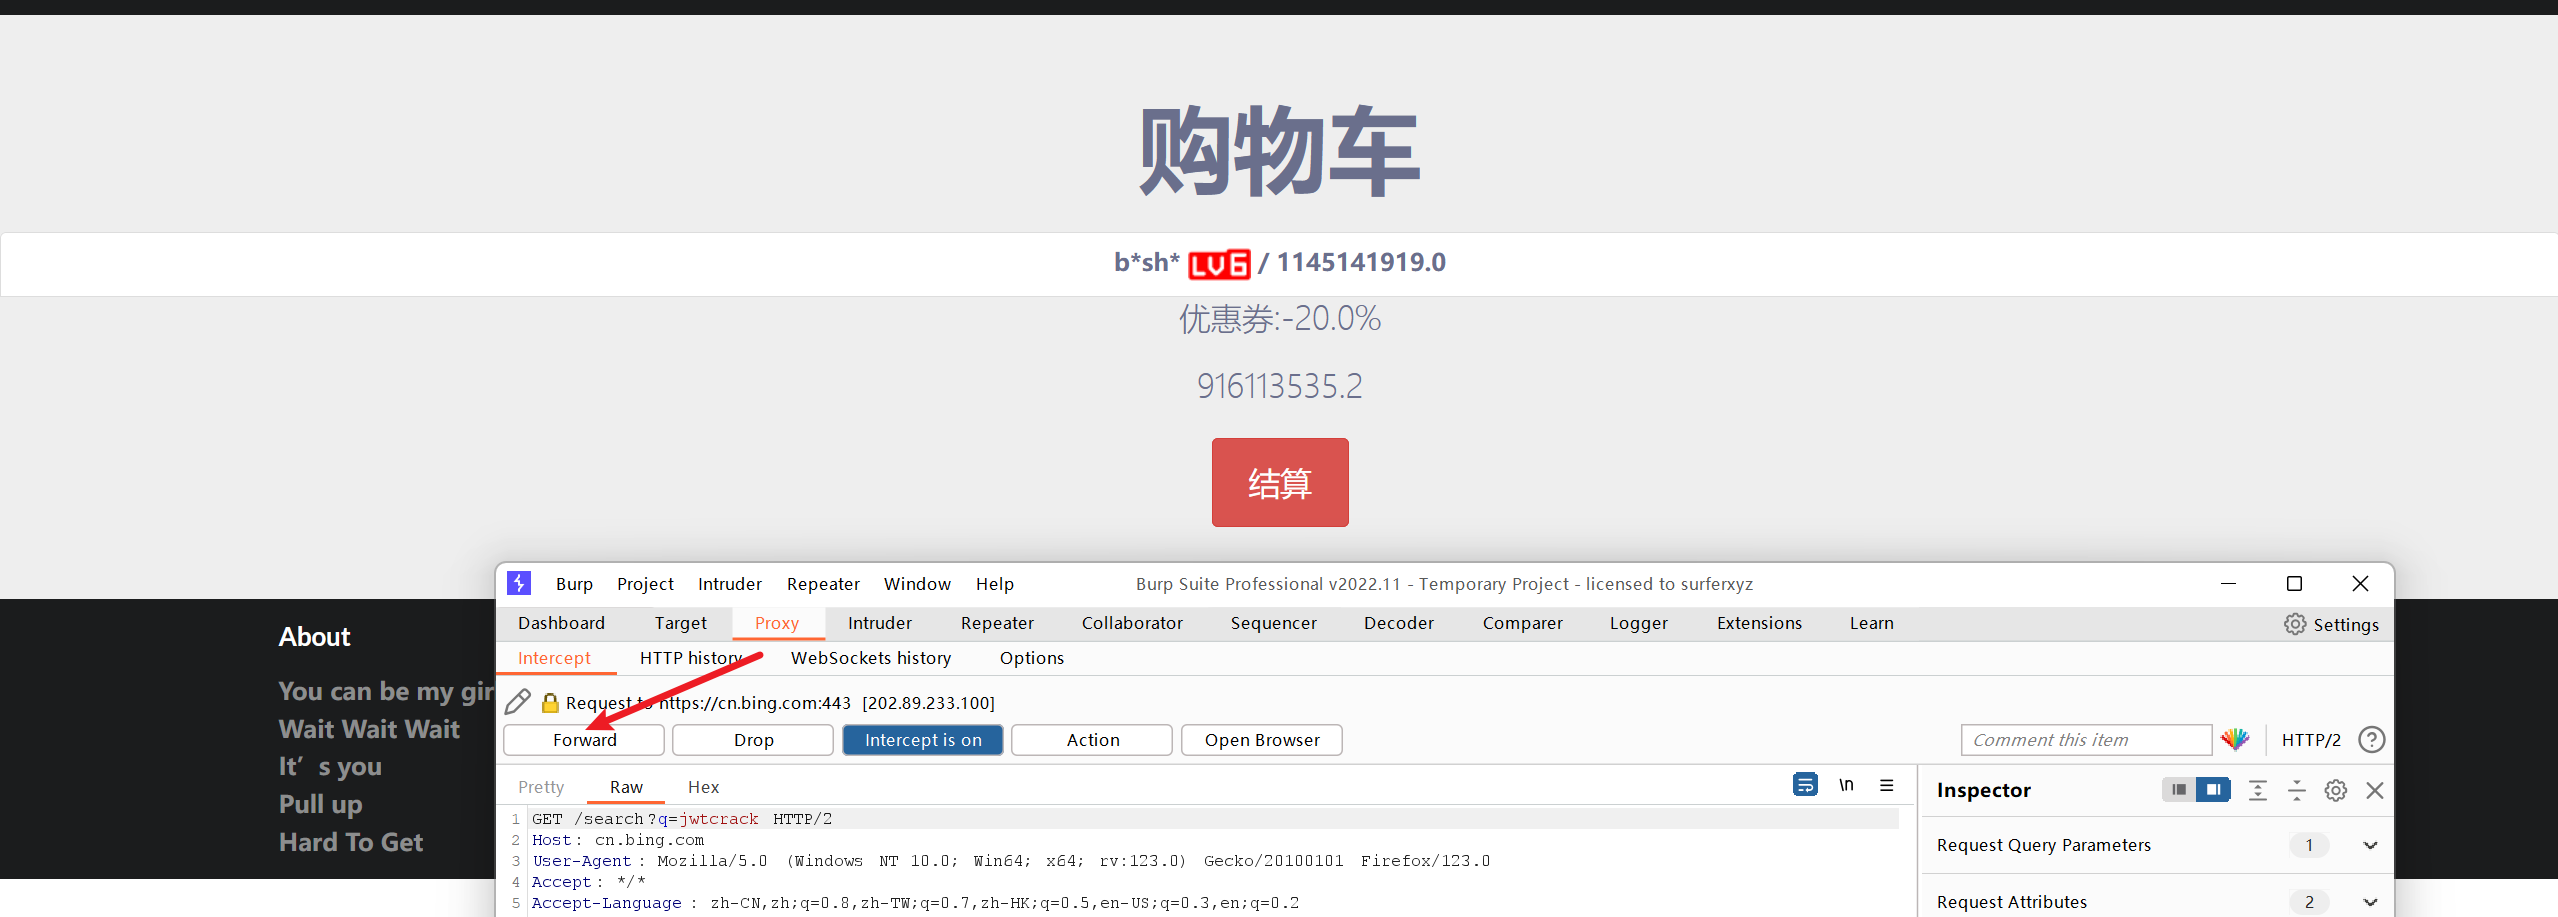 购物车
b*sh* LV6 / 1145141919.0
优惠券:-20.0%
916113535.2
结算
About
You can be my gir
Wait Wait Wait
It’s you
Pull up
Hard To Get
Burp Project Intruder Repeater Window Help Burp Suite Professional v2022.11 - Temporary Project - licensed to surferxyz
Dashboard Target Proxy Intruder Repeater Collaborator Sequencer Decoder Comparer Logger Extensions Learn Settings
Intercept HTTP history WebSockets history Options
Request to https://cn.bing.com:443 [202.89.233.100]
Forward Drop Intercept is on Action Open Browser Comment this item HTTP/2 ?
Pretty Raw Hex \n
Inspector
1 GET /search?q=jwtcrack HTTP/2
2 Host: cn.bing.com
3 User-Agent: Mozilla/5.0 (Windows NT 10.0; Win64; x64; rv:123.0) Gecko/20100101 Firefox/123.0
4 Accept: */*
5 Accept-Language: zh-CN,zh;q=0.8,zh-TW;q=0.7,zh-HK;q=0.5,en-US;q=0.3,en;q=0.2
Request Query Parameters 1
Request Attributes 2